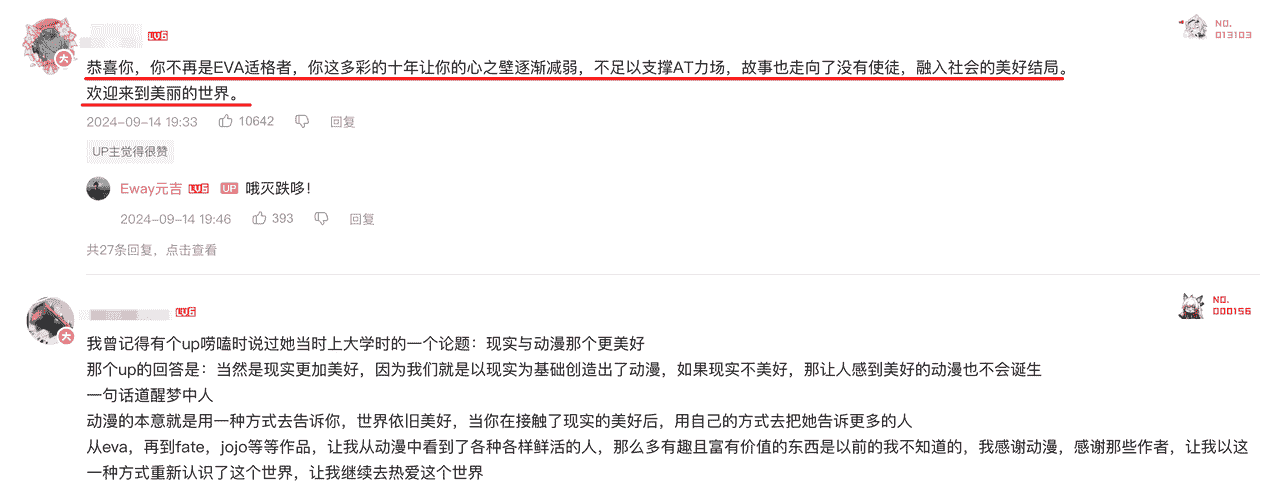 LV6
NO.
013103
恭喜你，你不再是EVA适格者，你这多彩的十年让你的心之壁逐渐减弱，不足以支撑AT力场，故事也走向了没有使徒，融入社会的美好结局。
欢迎来到美丽的世界。
2024-09-14 19:33 10642 回复
UP主觉得很赞
Eway元吉 LV6 UP 哦灭跌哆！
2024-09-14 19:46 393 回复
共27条回复，点击查看
LV6
NO.
000156
大
我曾记得有个up唠嗑时说过她当时上大学时的一个论题：现实与动漫那个更美好
那个up的回答是：当然是现实更加美好，因为我们就是以现实为基础创造出了动漫，如果现实不美好，那让人感到美好的动漫也不会诞生
一句话道醒梦中人
动漫的本意就是用一种方式去告诉你，世界依旧美好，当你在接触了现实的美好后，用自己的方式去把她告诉更多的人
从eva，再到fate，jojo等等作品，让我从动漫中看到了各种各样鲜活的人，那么多有趣且富有价值的东西是以前的我不知道的，我感谢动漫，感谢那些作者，让我以这
一种方式重新认识了这个世界，让我继续去热爱这个世界